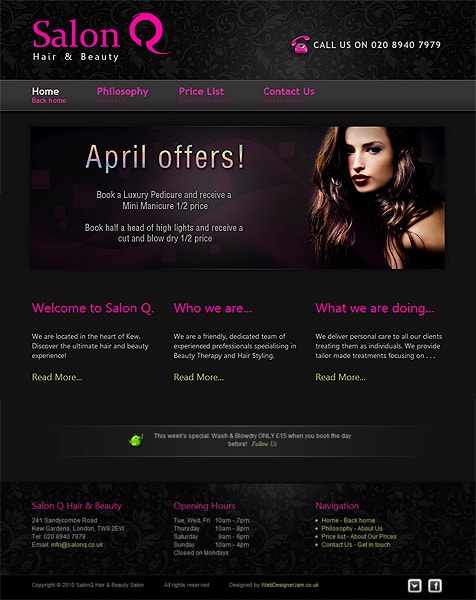 Salon Q
Hair & Beauty
CALL US ON 020 8940 7979
Home
Back home
Philosophy
Price List
Contact Us
April offers!
Book a Luxury Pedicure and receive a
Mini Manicure 1/2 price
Book half a head of high lights and receive a
cut and blow dry 1/2 price
Welcome to Salon Q.
We are located in the heart of Kew.
Discover the ultimate hair and beauty
experience!
Read More...
Who we are...
We are a friendly, dedicated team of
experienced professionals specialising in
Beauty Therapy and Hair Styling.
Read More...
What we are doing...
We deliver personal care to all our clients
treating them as individuals. We provide
tailor made treatments focusing on . . .
Read More...
This week's special: Wash & Blowdry ONLY £15 when you book the day
before! Follow Us
Salon Q Hair & Beauty
241 Sandycombe Road
Kew Gardens, London, TW9 2EW
Tel: 020 8940 7979
Email: info@salonq.co.uk
Opening Hours
Tue, Wed, Fri 10am - 7pm
Thursday 10am - 8pm
Saturday 9am - 6pm
Sunday 10am - 4pm
Closed on Mondays
Navigation
Home - Back home
Philosophy - About Us
Price list - About Our Prices
Contact Us - Get in touch
Copyright © 2010 SalonQ Hair & Beauty Salon
All rights reserved
Designed by WebDesignerJam.co.uk